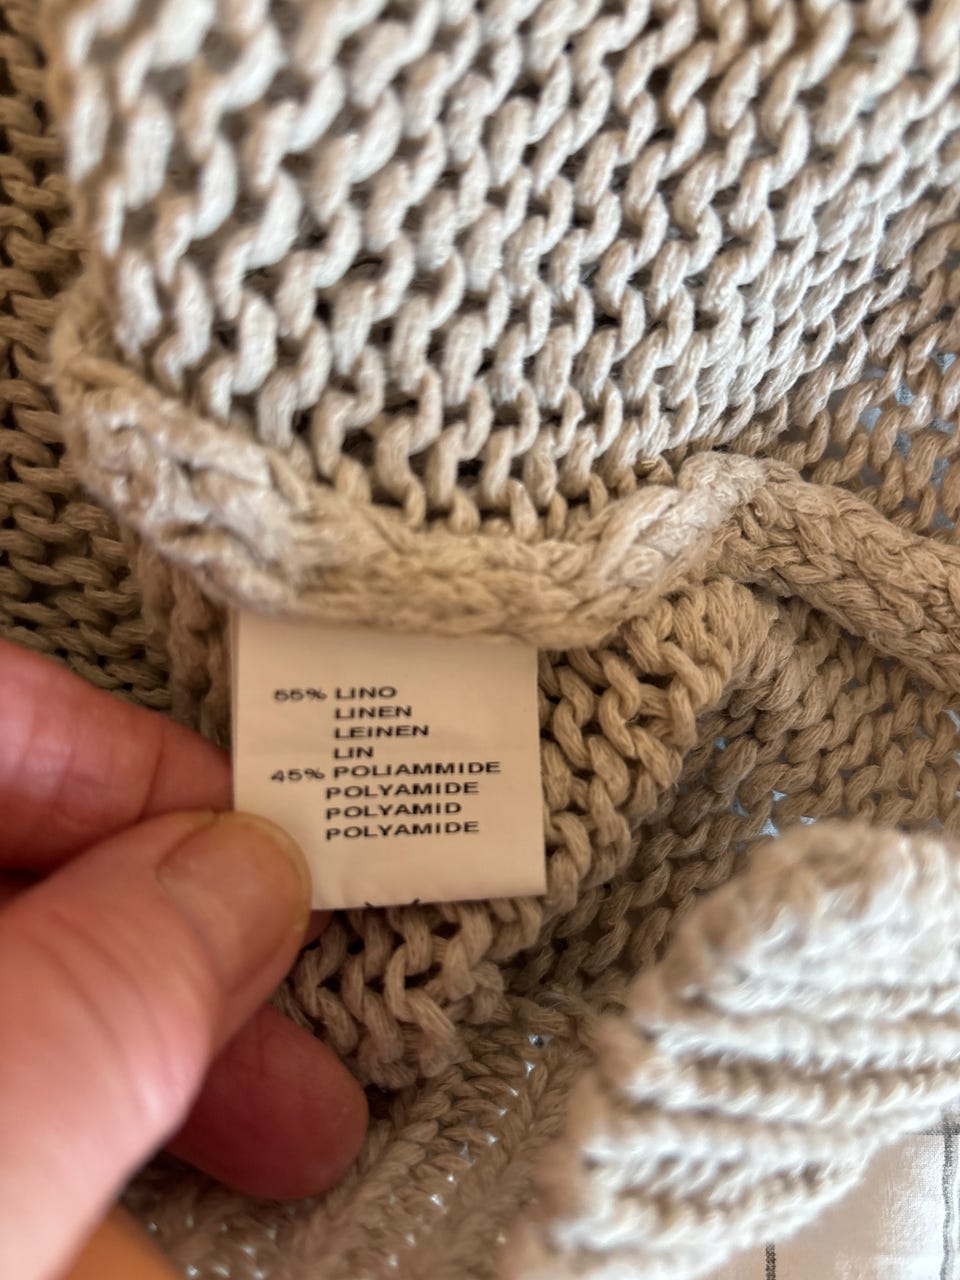 55% LINO
LINEN
LEINEN
LIN
45% POLIAMMIDE
POLYAMIDE
POLYAMID
POLYAMIDE